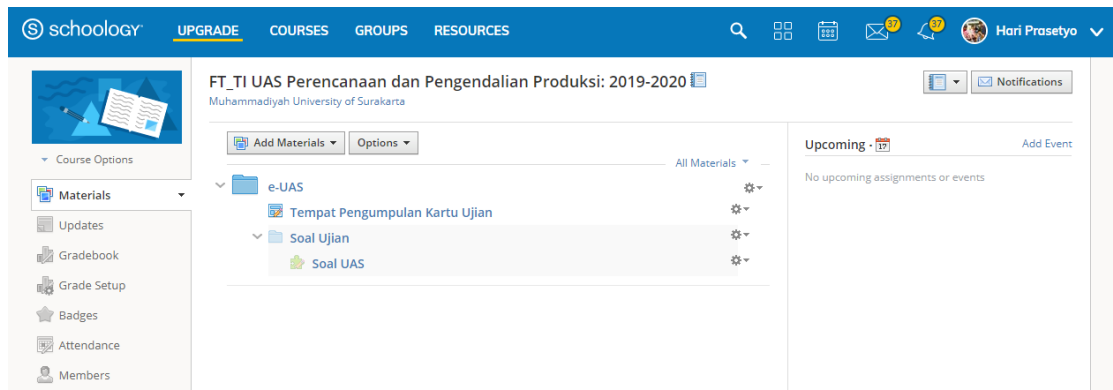 S schoology
UPGRADE COURSES GROUPS RESOURCES
37 37 Hari Prasetyo
FT_TI UAS Perencanaan dan Pengendalian Produksi: 2019-2020
Muhammadiyah University of Surakarta
Notifications
Course Options
Materials
Updates
Gradebook
Grade Setup
Badges
Attendance
Members
Add Materials Options
All Materials
e-UAS
Tempat Pengumpulan Kartu Ujian
Soal Ujian
Soal UAS
Upcoming · 17 Add Event
No upcoming assignments or events